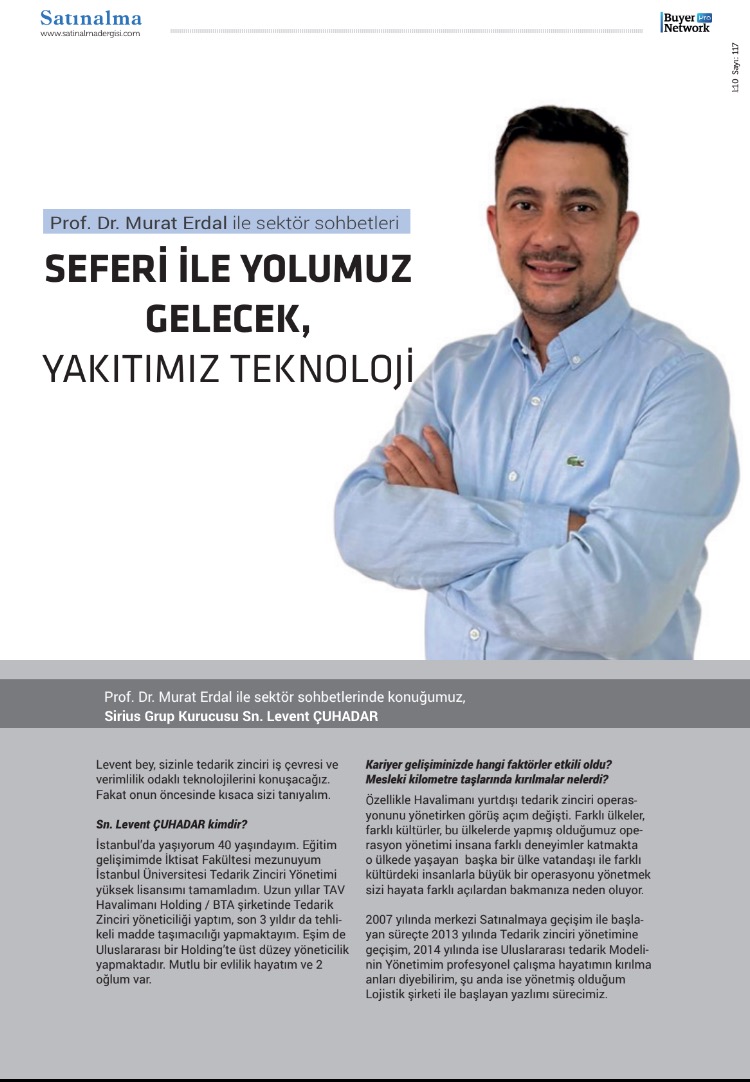 Satınalma
www.satinalmadergisi.com
Buyer Pro
Network
Sayı: 117
Prof. Dr. Murat Erdal ile sektör sohbetleri
SEFERİ İLE YOLUMUZ
GELECEK,
YAKITIMIZ TEKNOLOJİ
Prof. Dr. Murat Erdal ile sektör sohbetlerinde konuğumuz,
Sirius Grup Kurucusu Sn. Levent ÇUHADAR
Levent bey, sizinle tedarik zinciri iş çevresi ve
verimlilik odaklı teknolojilerini konuşacağız.
Fakat onun öncesinde kısaca sizi tanıyalım.
Sn. Levent ÇUHADAR kimdir?
İstanbul'da yaşıyorum 40 yaşındayım. Eğitim
gelişimimde İktisat Fakültesi mezunuyum
İstanbul Üniversitesi Tedarik Zinciri Yönetimi
yüksek lisansımı tamamladım. Uzun yıllar TAV
Havalimanı Holding / BTA şirketinde Tedarik
Zinciri yöneticiliği yaptım, son 3 yıldır da tehli-
keli madde taşımacılığı yapmaktayım. Eşim de
Uluslararası bir Holding'te üst düzey yöneticilik
yapmaktadır. Mutlu bir evlilik hayatım ve 2
oğlum var.
Kariyer gelişiminizde hangi faktörler etkili oldu?
Mesleki kilometre taşlarında kırılmalar nelerdi?
Özellikle Havalimanı yurtdışı tedarik zinciri operas-
yonunu yönetirken görüş açım değişti. Farklı ülkeler,
farklı kültürler, bu ülkelerde yapmış olduğumuz ope-
rasyon yönetimi insana farklı deneyimler katmakta
o ülkede yaşayan başka bir ülke vatandaşı ile farklı
kültürdeki insanlarla büyük bir operasyonu yönetmek
sizi hayata farklı açılardan bakmanıza neden oluyor.
2007 yılında merkezi Satınalmaya geçişim ile başla-
yan süreçte 2013 yılında Tedarik zinciri yönetimine
geçişim, 2014 yılında ise Uluslararası tedarik Modeli-
nin Yönetimim profesyonel çalışma hayatımın kırılma
anları diyebilirim, şu anda ise yönetmiş olduğum
Lojistik şirketi ile başlayan yazlımı sürecimiz.